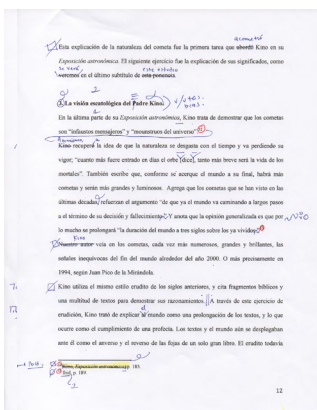 acometió
Esta explicación de la naturaleza del cometa fue la primera tarea que abordó Kino en su
Exposición astronómica. El siguiente ejercicio fue la explicación de sus significados, como
se verá, este estudio
veremos en el último subtítulo de esta ponencia.
3. La visión escatológica del Padre Kino.
En la última parte de su Exposición astronómica, Kino trata de demostrar que los cometas
son "infaustos mensajeros" y "monstruos del universo"
Kino recupera la idea de que la naturaleza se desgasta con el tiempo y va perdiendo su
vigor; "cuanto más fuere entrado en días el orbe [dice], tanto más breve será la vida de los
mortales". También escribe que, conforme se acerque el mundo a su final, habrá más
cometas y serán más grandes y luminosos. Agrega que los cometas que se han visto en las
últimas décadas refuerzan el argumento "de que ya el mundo va caminando a largos pasos
a el término de su decisión y fallecimiento". Y anota que la opinión generalizada es que por
lo mucho se prolongará "la duración del mundo a tres siglos sobre los ya vividos"
Kino
Nuestro autor veía en los cometas, cada vez más numerosos, grandes y brillantes, las
señales inequívocas del fin del mundo alrededor del año 2000. O más precisamente en
1994, según Juan Pico de la Mirándola.
Kino utiliza el mismo estilo erudito de los siglos anteriores, y cita fragmentos bíblicos y
una multitud de textos para demostrar sus razonamientos. A través de este ejercicio de
erudición, Kino trató de explicar al mundo como una prolongación de los textos, y lo que
ocurre como el cumplimiento de una profecía. Los textos y el mundo aún se desplegaban
ante él como el anverso y el reverso de las fojas de un solo gran libro. El erudito todavía
Kino, Exposición astronómica, p. 185.
Ibid, p. 189.
12